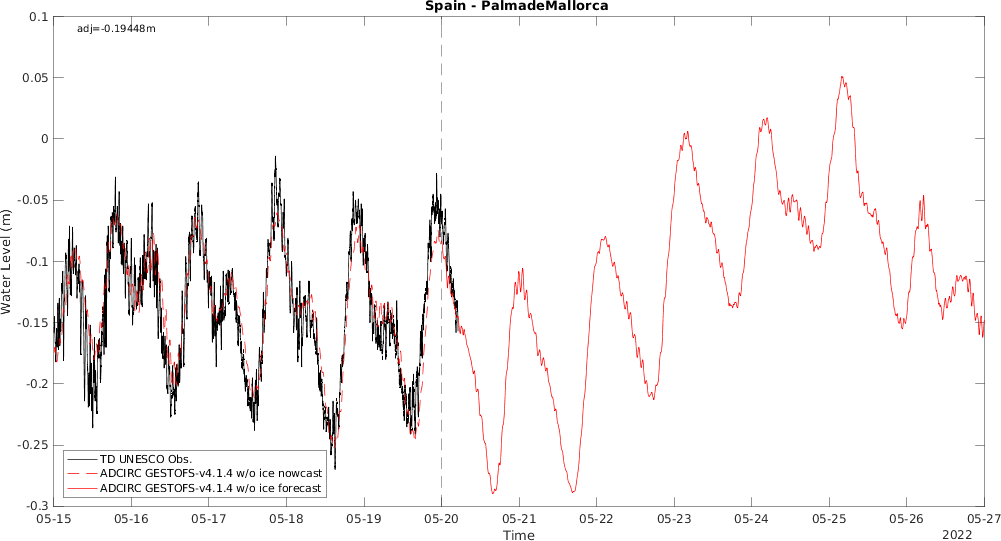 Spain - PalmadeMallorca
adj=-0.19448m
0.1
0.05
0
-0.05
-0.1
-0.15
-0.2
-0.25
-0.3
Water Level (m)
TD UNESCO Obs.
ADCIRC GESTOFS-v4.1.4 w/o ice nowcast
ADCIRC GESTOFS-v4.1.4 w/o ice forecast
05-15 05-16 05-17 05-18 05-19 05-20 05-21 05-22 05-23 05-24 05-25 05-26 05-27
Time
2022